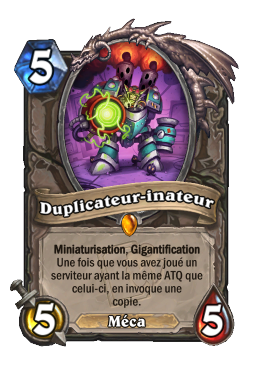 5
Duplicateur-inateur
Miniaturisation, Gigantification
Une fois que vous avez joué un
serviteur ayant la même ATQ que
celui-ci, en invoque une
copie.
5
Méca
5